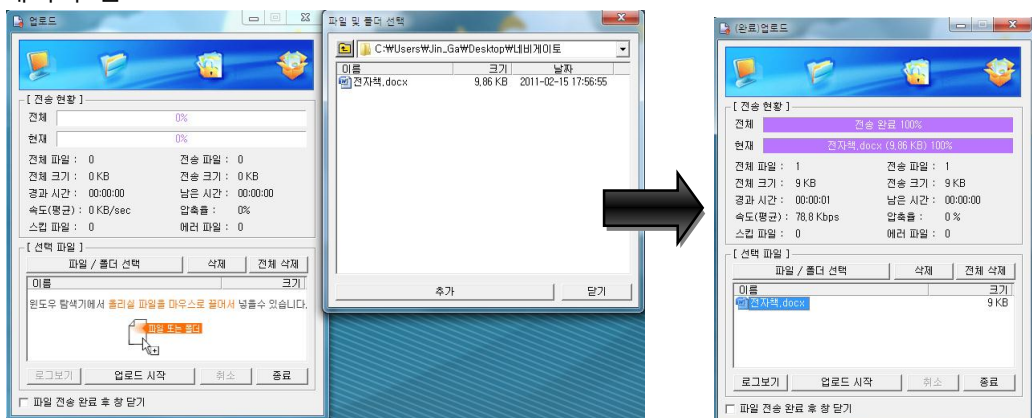 업로드
[ 전송 현황 ]
전체 0%
현재 0%
전체 파일 : 0 전송 파일 : 0
전체 크기 : 0 KB 전송 크기 : 0 KB
경과 시간 : 00:00:00 남은 시간 : 00:00:00
속도(평균) : 0 KB/sec 압축율 : 0%
스킵 파일 : 0 에러 파일 : 0
[ 선택 파일 ]
파일 / 폴더 선택 삭제 전체 삭제
이름 크기
윈도우 탐색기에서 올리실 파일을 마우스로 끌어서 넣을수 있습니다.
파일 또는 폴더
로그보기 업로드 시작 취소 종료
파일 전송 완료 후 창 닫기
파일 및 폴더 선택
C:₩Users₩Jin_Ga₩Desktop₩네비게이토
이름 크기 날짜
전자책.docx 9,86 KB 2011-02-15 17:56:55
추가 닫기
(완료)업로드
[ 전송 현황 ]
전체 전송 완료 100%
현재 전자책.docx (9,86 KB) 100%
전체 파일 : 1 전송 파일 : 1
전체 크기 : 9 KB 전송 크기 : 9 KB
경과 시간 : 00:00:01 남은 시간 : 00:00:00
속도(평균) : 78,8 Kbps 압축율 : 0 %
스킵 파일 : 0 에러 파일 : 0
[ 선택 파일 ]
파일 / 폴더 선택 삭제 전체 삭제
이름 크기
전자책.docx 9 KB
로그보기 업로드 시작 취소 종료
파일 전송 완료 후 창 닫기